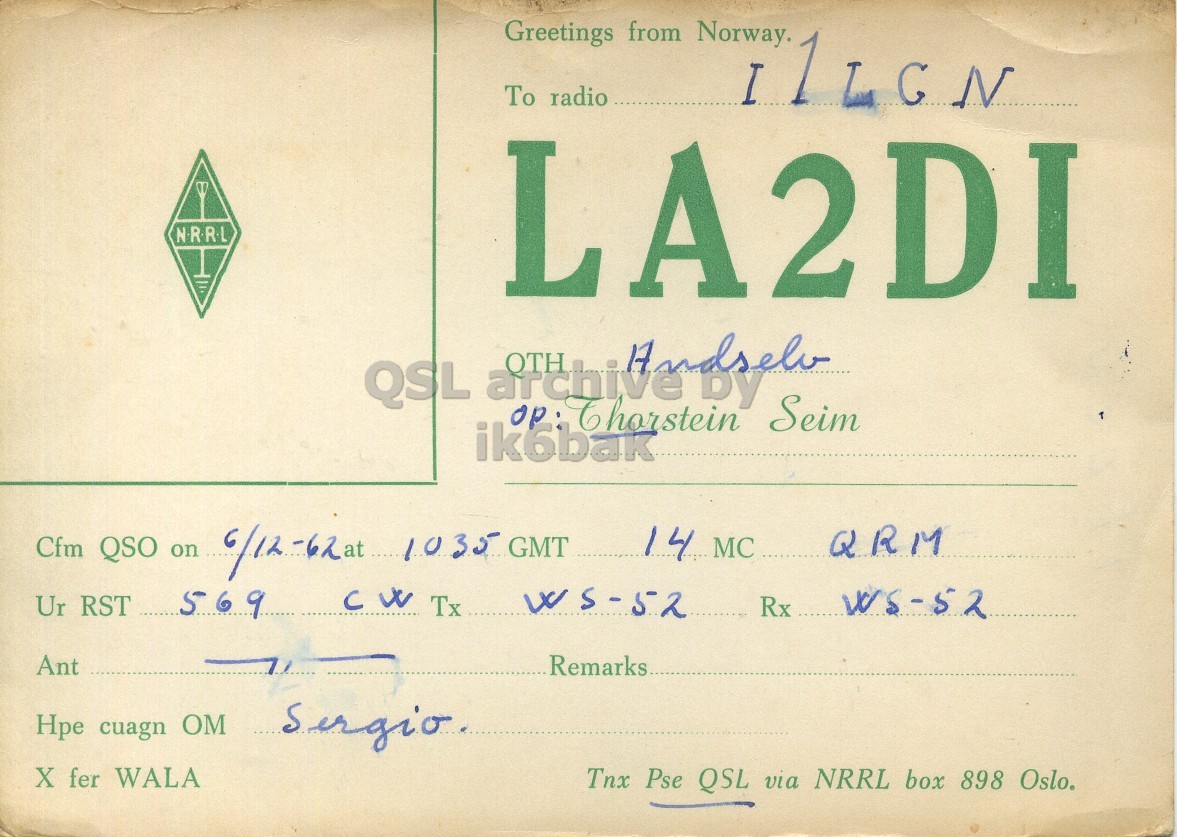 Greetings from Norway.
To radio I1LGN
LA2DI
N·R·R·L
QTH Andselv
QSL archive by
op: Thorstein Seim
ik6bak
Cfm QSO on 6/12-62 at 1035 GMT 14 MC QRM
Ur RST 569 CW Tx WS-52 Rx WS-52
Ant Remarks
Hpe cuagn OM Sergio.
X fer WALA
Tnx Pse QSL via NRRL box 898 Oslo.